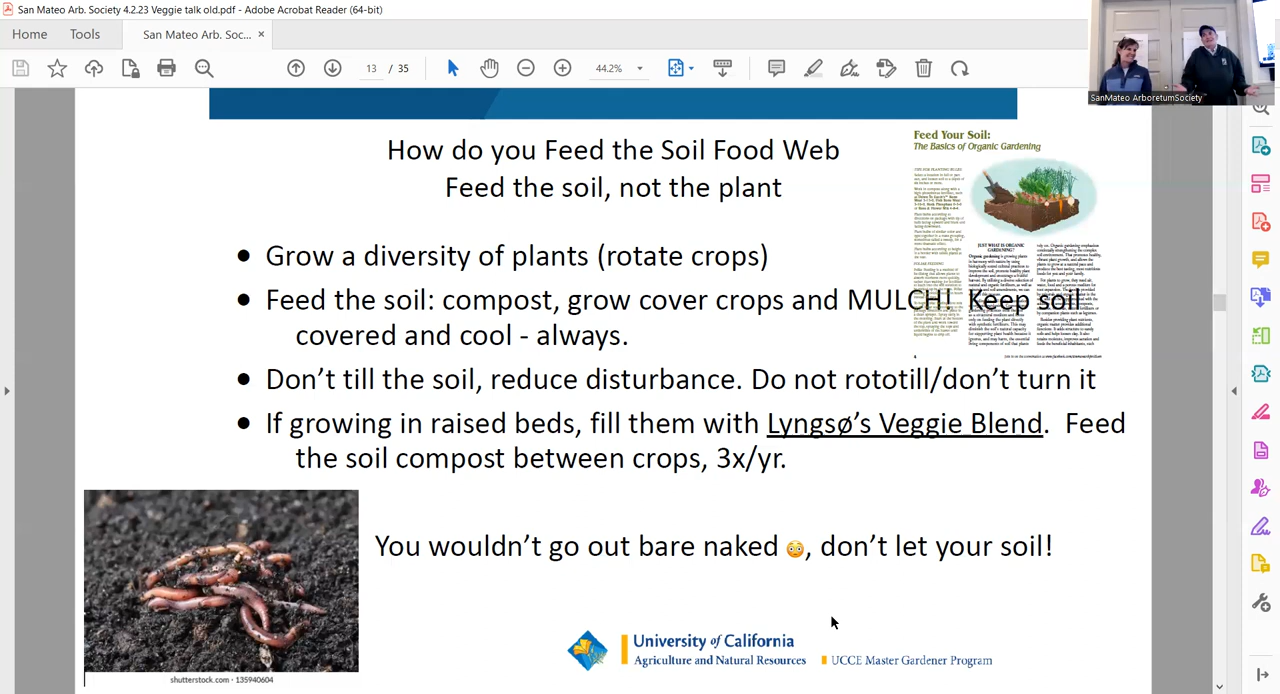 San Mateo Arb. Society 4.2.23 Veggie talk old.pdf - Adobe Acrobat Reader (64-bit)
Home
Tools
San Mateo Arb. Soc...
13 / 35
44.2%
SanMateo ArboretumSociety
How do you Feed the Soil Food Web
Feed the soil, not the plant
Feed Your Soil:
The Basics of Organic Gardening
JUST WHAT IS ORGANIC
GARDENING?
• Grow a diversity of plants (rotate crops)
• Feed the soil: compost, grow cover crops and MULCH! Keep soil
covered and cool - always.
• Don’t till the soil, reduce disturbance. Do not rototill/don’t turn it
• If growing in raised beds, fill them with Lyngsø’s Veggie Blend. Feed
the soil compost between crops, 3x/yr.
You wouldn’t go out bare naked 😳, don’t let your soil!
University of California
Agriculture and Natural Resources
UCCE Master Gardener Program
shutterstock.com · 135940604